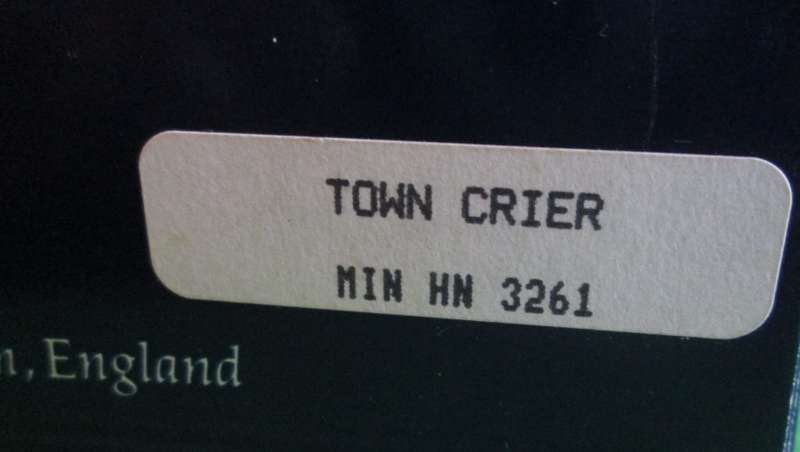 TOWN CRIER
MIN HN 3261
England